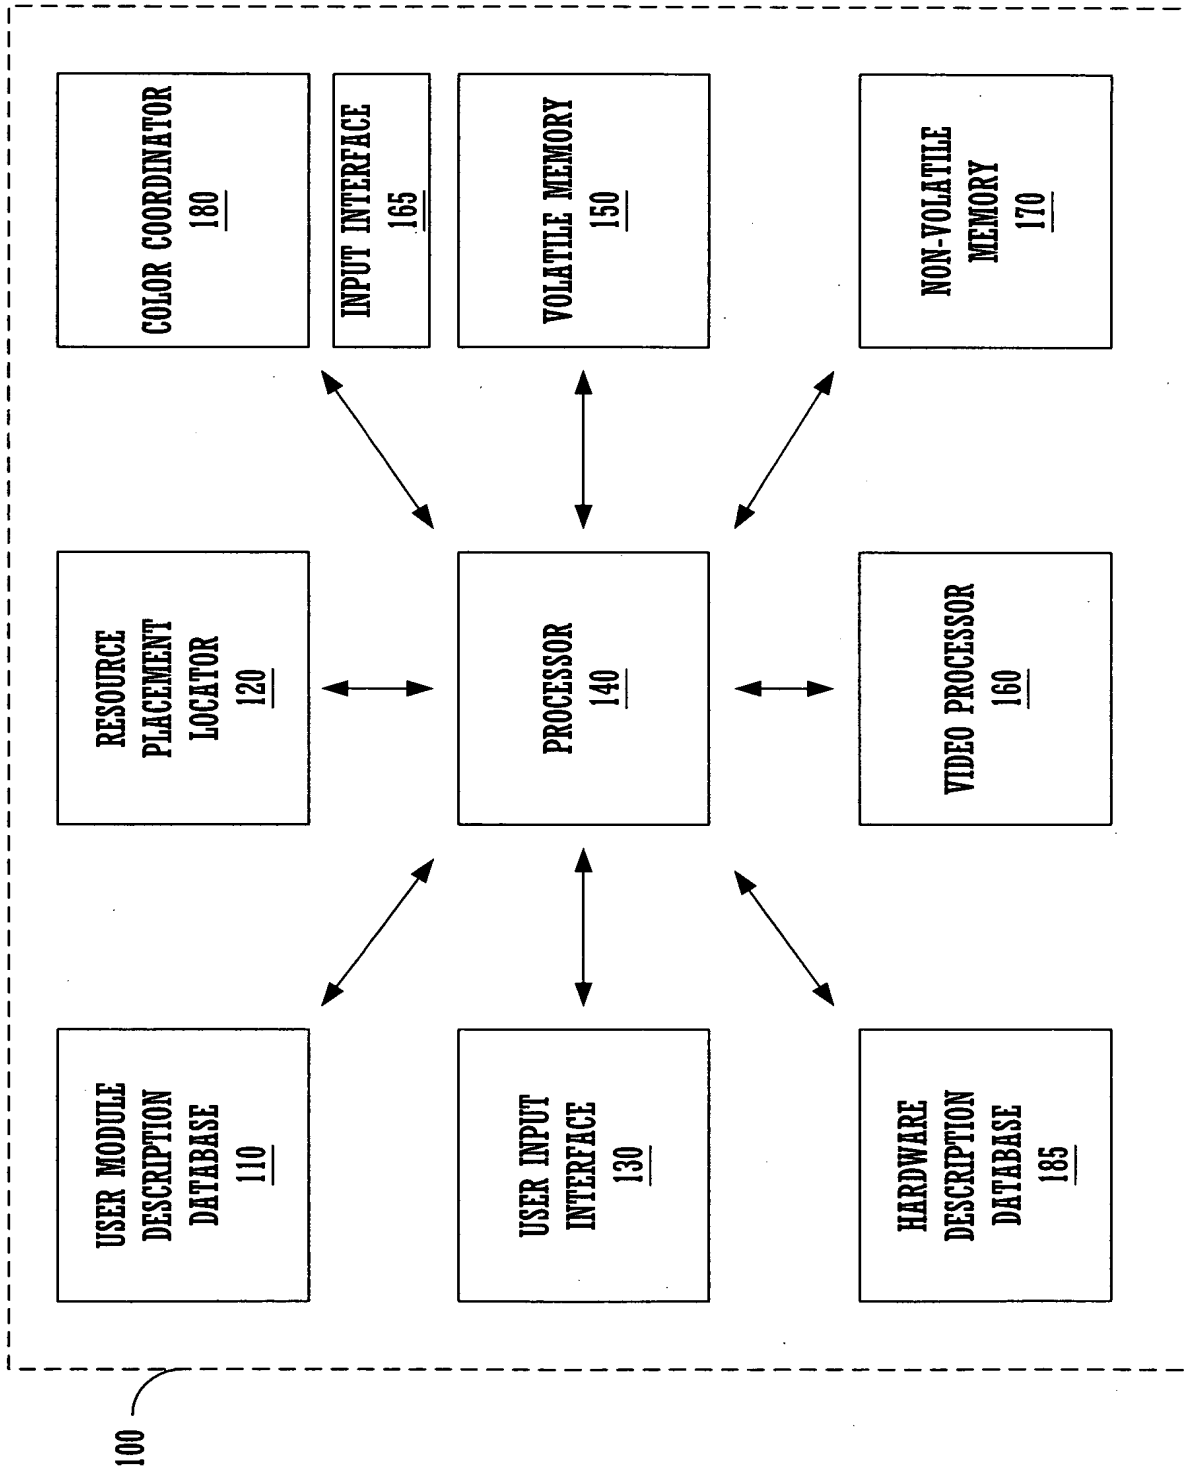 100
USER MODULE
DESCRIPTION
DATABASE
110
RESOURCE
PLACEMENT
LOCATOR
120
COLOR COORDINATOR
180
INPUT INTERFACE
165
USER INPUT
INTERFACE
130
PROCESSOR
140
VOLATILE MEMORY
150
HARDWARE
DESCRIPTION
DATABASE
185
VIDEO PROCESSOR
160
NON-VOLATILE
MEMORY
170